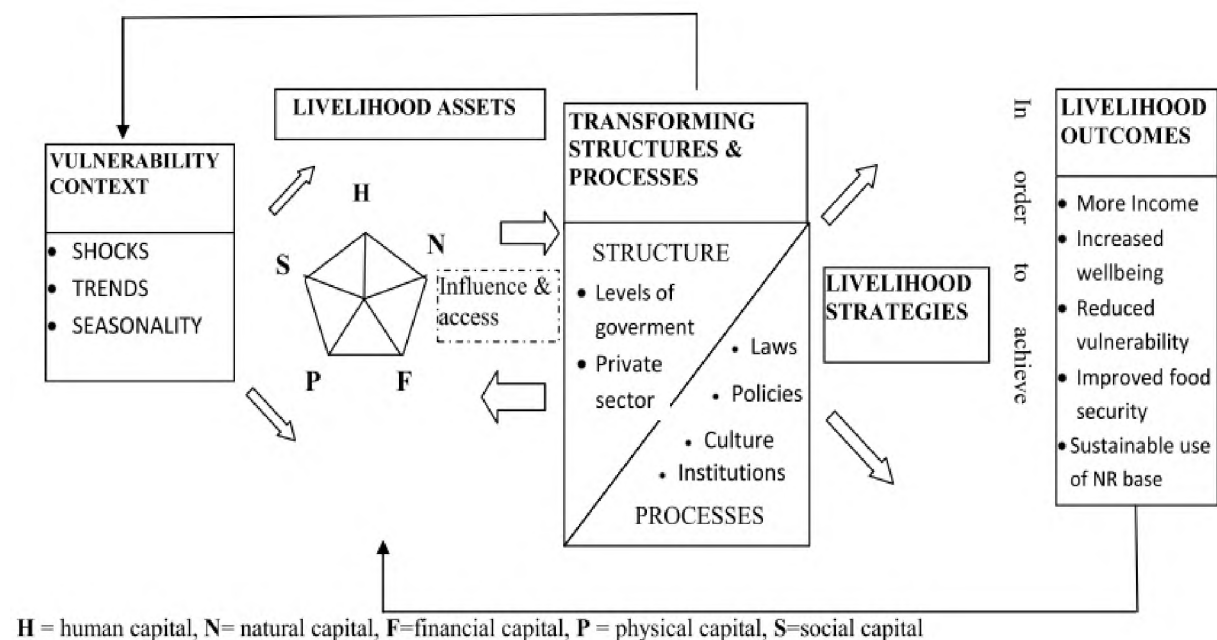 LIVELIHOOD ASSETS
VULNERABILITY
CONTEXT
• SHOCKS
• TRENDS
• SEASONALITY
H
S
N
P
F
Influence &
access
TRANSFORMING
STRUCTURES &
PROCESSES
STRUCTURE
• Levels of
goverment
• Private
sector
• Laws
• Policies
• Culture
• Institutions
PROCESSES
LIVELIHOOD
STRATEGIES
In order to achieve
LIVELIHOOD
OUTCOMES
• More Income
• Increased
wellbeing
• Reduced
vulnerability
• Improved food
security
• Sustainable use
of NR base
H = human capital, N= natural capital, F=financial capital, P = physical capital, S=social capital